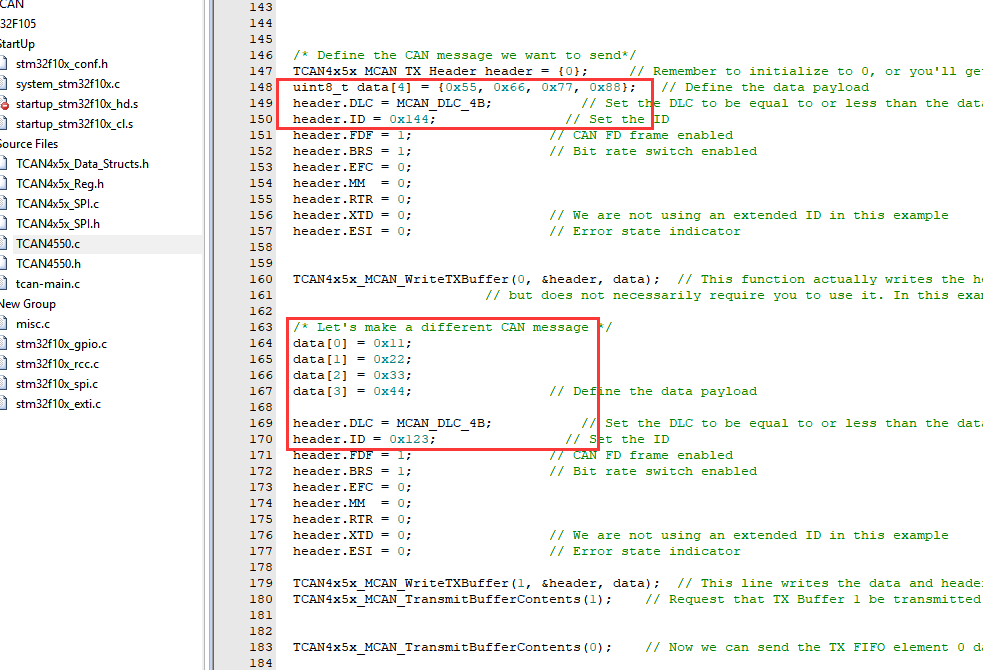 CAN
32F105
StartUp
stm32f10x_conf.h
system_stm32f10x.c
startup_stm32f10x_hd.s
startup_stm32f10x_cl.s
Source Files
TCAN4x5x_Data_Structs.h
TCAN4x5x_Reg.h
TCAN4x5x_SPI.c
TCAN4x5x_SPI.h
TCAN4550.c
TCAN4550.h
tcan-main.c
New Group
misc.c
stm32f10x_gpio.c
stm32f10x_rcc.c
stm32f10x_spi.c
stm32f10x_exti.c
143
144
145
146 /* Define the CAN message we want to send*/
147 TCAN4x5x_MCAN_TX_Header header = {0}; // Remember to initialize to 0, or you'll ge
148 uint8_t data[4] = {0x55, 0x66, 0x77, 0x88}; // Define the data payload
149 header.DLC = MCAN_DLC_4B; // Set the DLC to be equal to or less than the dat
150 header.ID = 0x144; // Set the ID
151 header.FDF = 1; // CAN FD frame enabled
152 header.BRS = 1; // Bit rate switch enabled
153 header.EFC = 0;
154 header.MM = 0;
155 header.RTR = 0;
156 header.XTD = 0; // We are not using an extended ID in this example
157 header.ESI = 0; // Error state indicator
158
159
160 TCAN4x5x_MCAN_WriteTXBuffer(0, &header, data); // This function actually writes the he
161 // but does not necessarily require you to use it. In this exa
162
163 /* Let's make a different CAN message */
164 data[0] = 0x11;
165 data[1] = 0x22;
166 data[2] = 0x33;
167 data[3] = 0x44; // Define the data payload
168
169 header.DLC = MCAN_DLC_4B; // Set the DLC to be equal to or less than the dat
170 header.ID = 0x123; // Set the ID
171 header.FDF = 1; // CAN FD frame enabled
172 header.BRS = 1; // Bit rate switch enabled
173 header.EFC = 0;
174 header.MM = 0;
175 header.RTR = 0;
176 header.XTD = 0; // We are not using an extended ID in this example
177 header.ESI = 0; // Error state indicator
178
179 TCAN4x5x_MCAN_WriteTXBuffer(1, &header, data); // This line writes the data and heade
180 TCAN4x5x_MCAN_TransmitBufferContents(1); // Request that TX Buffer 1 be transmitted
181
182
183 TCAN4x5x_MCAN_TransmitBufferContents(0); // Now we can send the TX FIFO element 0 d
184